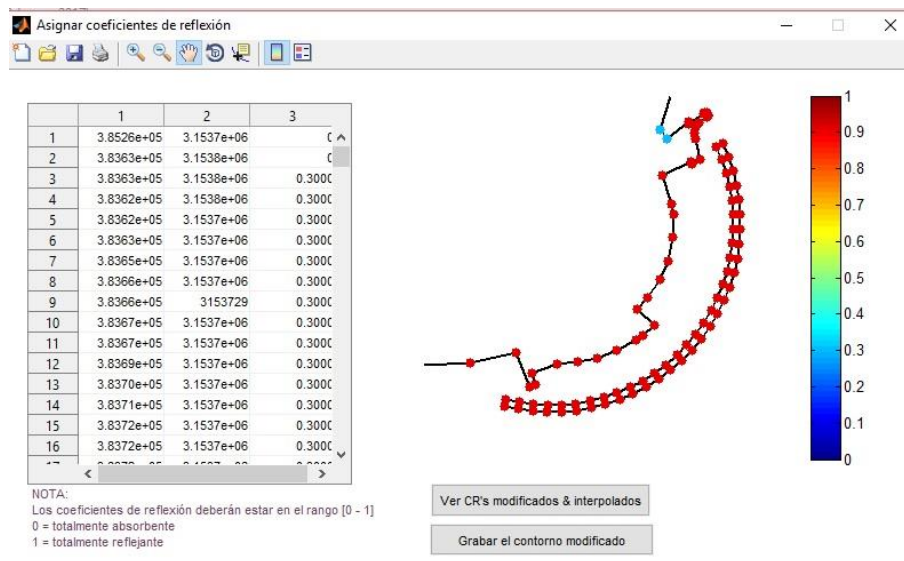 Asignar coeficientes de reflexión
1 2 3
1 3.8526e+05 3.1537e+06 0
2 3.8363e+05 3.1538e+06 0
3 3.8363e+05 3.1538e+06 0.3000
4 3.8362e+05 3.1538e+06 0.3000
5 3.8362e+05 3.1537e+06 0.3000
6 3.8363e+05 3.1537e+06 0.3000
7 3.8365e+05 3.1537e+06 0.3000
8 3.8366e+05 3.1537e+06 0.3000
9 3.8366e+05 3153729 0.3000
10 3.8367e+05 3.1537e+06 0.3000
11 3.8367e+05 3.1537e+06 0.3000
12 3.8369e+05 3.1537e+06 0.3000
13 3.8370e+05 3.1537e+06 0.3000
14 3.8371e+05 3.1537e+06 0.3000
15 3.8372e+05 3.1537e+06 0.3000
16 3.8372e+05 3.1537e+06 0.3000
NOTA:
Los coeficientes de reflexión deberán estar en el rango [0 - 1]
0 = totalmente absorbente
1 = totalmente reflejante
1
0.9
0.8
0.7
0.6
0.5
0.4
0.3
0.2
0.1
0
Ver CR's modificados & interpolados
Grabar el contorno modificado